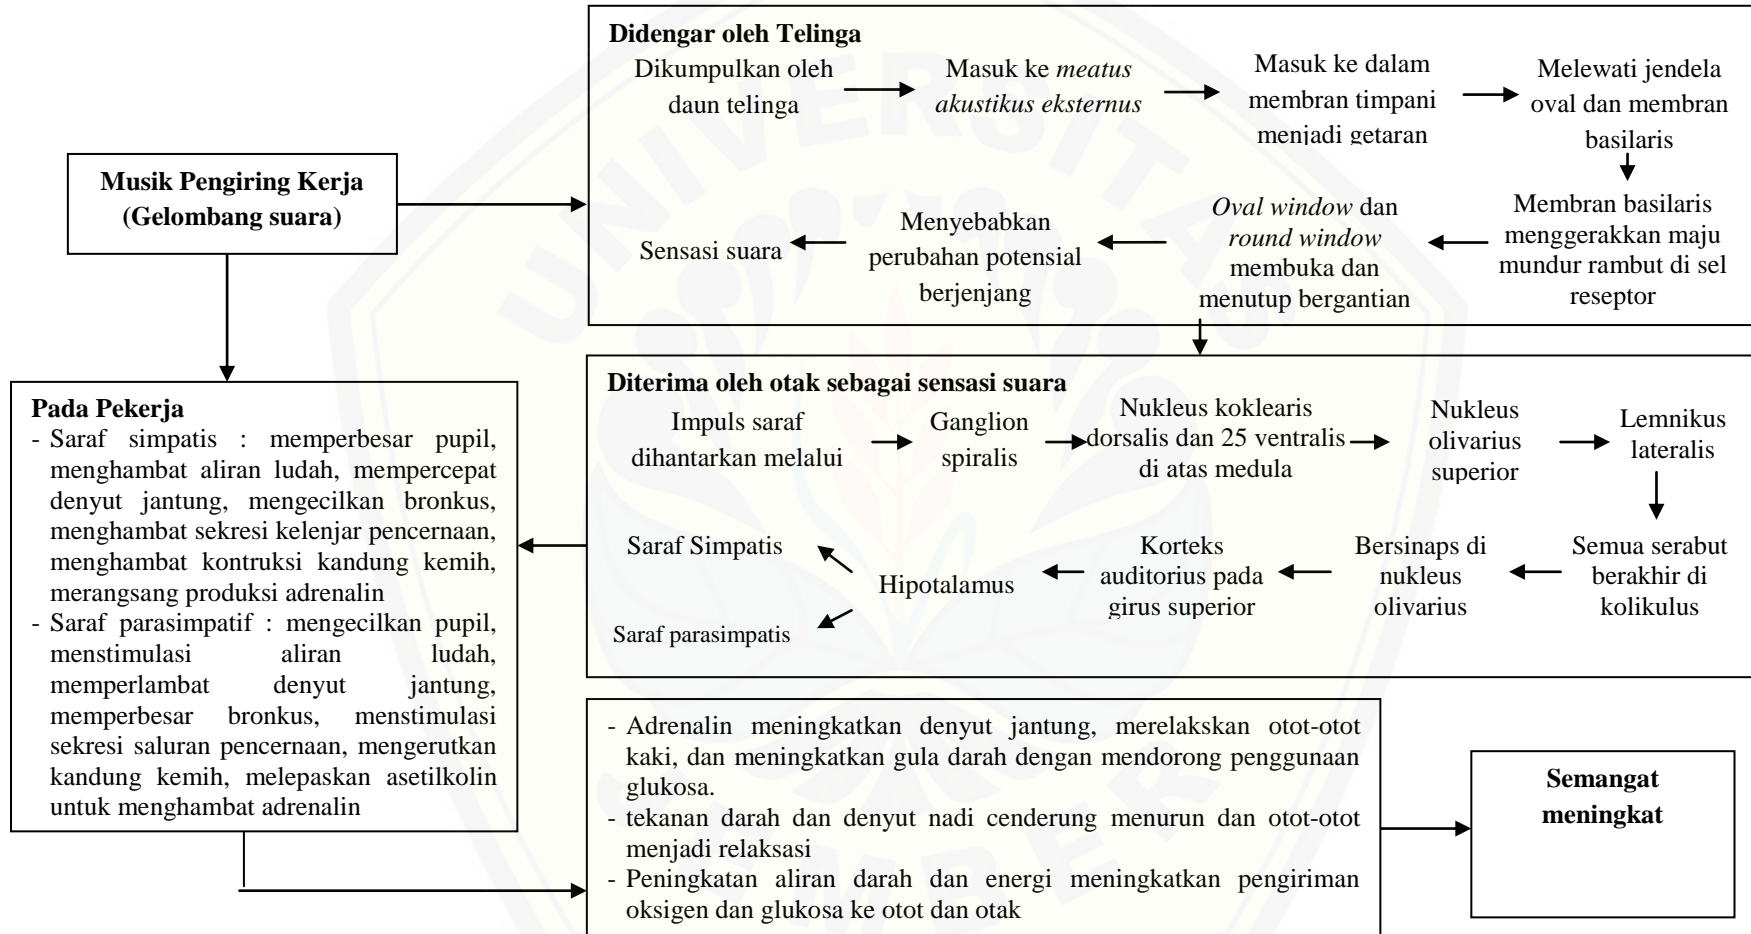 Didengar oleh Telinga
Dikumpulkan oleh
daun telinga
Masuk ke meatus
akustikus eksternus
Masuk ke dalam
membran timpani
menjadi getaran
Melewati jendela
oval dan membran
basilaris
Musik Pengiring Kerja
(Gelombang suara)
Membran basilaris
menggerakkan maju
mundur rambut di sel
reseptor
Oval window dan
round window
membuka dan
menutup bergantian
Menyebabkan
perubahan potensial
berjenjang
Sensasi suara
Diterima oleh otak sebagai sensasi suara
Impuls saraf
dihantarkan melalui
Ganglion
spiralis
Nukleus koklearis
dorsalis dan 25 ventralis
di atas medula
Nukleus
olivarius
superior
Lemnikus
lateralis
Semua serabut
berakhir di
kolikulus
Bersinaps di
nukleus
olivarius
Korteks
auditorius pada
girus superior
Hipotalamus
Saraf Simpatis
Saraf parasimpatis
Pada Pekerja
- Saraf simpatis : memperbesar pupil,
menghambat aliran ludah, mempercepat
denyut jantung, mengecilkan bronkus,
menghambat sekresi kelenjar pencernaan,
menghambat kontruksi kandung kemih,
merangsang produksi adrenalin
- Saraf parasimpatif : mengecilkan pupil,
menstimulasi aliran ludah,
memperlambat denyut jantung,
memperbesar bronkus, menstimulasi
sekresi saluran pencernaan, mengerutkan
kandung kemih, melepaskan asetilkolin
untuk menghambat adrenalin
- Adrenalin meningkatkan denyut jantung, merelakskan otot-otot
kaki, dan meningkatkan gula darah dengan mendorong penggunaan
glukosa.
- tekanan darah dan denyut nadi cenderung menurun dan otot-otot
menjadi relaksasi
- Peningkatan aliran darah dan energi meningkatkan pengiriman
oksigen dan glukosa ke otot dan otak
Semangat
meningkat
UNIVERSITAS
JEMBER